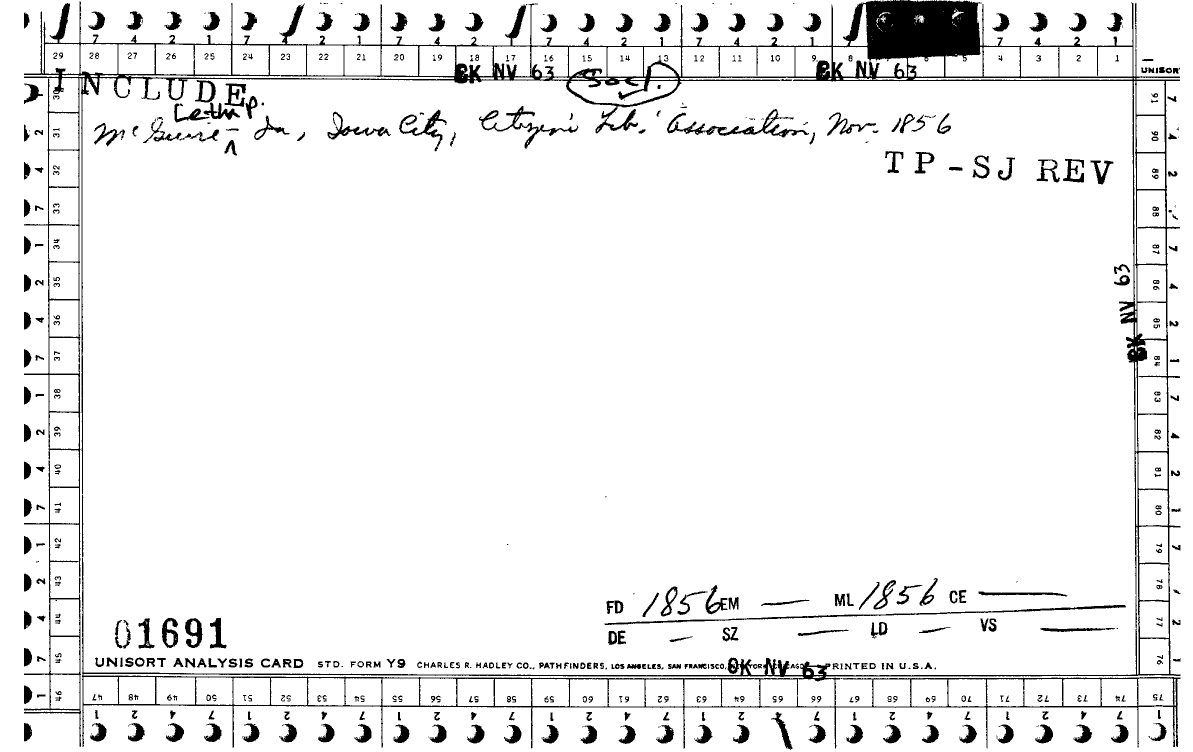 7 4 2 1 7 4 2 1 7 4 2 1 7 4 2 1 7 4 2 1 7 4 2 1 7 4 2 1
29 28 27 26 25 24 23 22 21 20 19 18 17 16 15 14 13 12 11 10 9 8 5 4 3 2 1
CK NV 63 Socl. CK NV 63 UNISORT
INCLUDE
McGuire - Ia, Iowa City, Citizen's Lib. Association, Nov. 1856
TP-SJ REV
CK NV 63
FD 1856 EM — ML 1856 CE —
DE — SZ — LD — VS —
01691
UNISORT ANALYSIS CARD STD. FORM Y9 CHARLES R. HADLEY CO., PATHFINDERS, LOS ANGELES, SAN FRANCISCO, PRINTED IN U.S.A.
CK NV 63
30 31 32 33 34 35 36 37 38 39 40 41 42 43 44 45 46
47 48 49 50 51 52 53 54 55 56 57 58 59 60 61 62 63 64 65 66 67 68 69 70 71 72 73 74 75
1 2 4 7 1 2 4 7 1 2 4 7 1 2 4 7 1 2 4 7 1 2 4 7 1 2 4 7
91 90 89 88 87 86 85 84 83 82 81 80 79 78 77 76